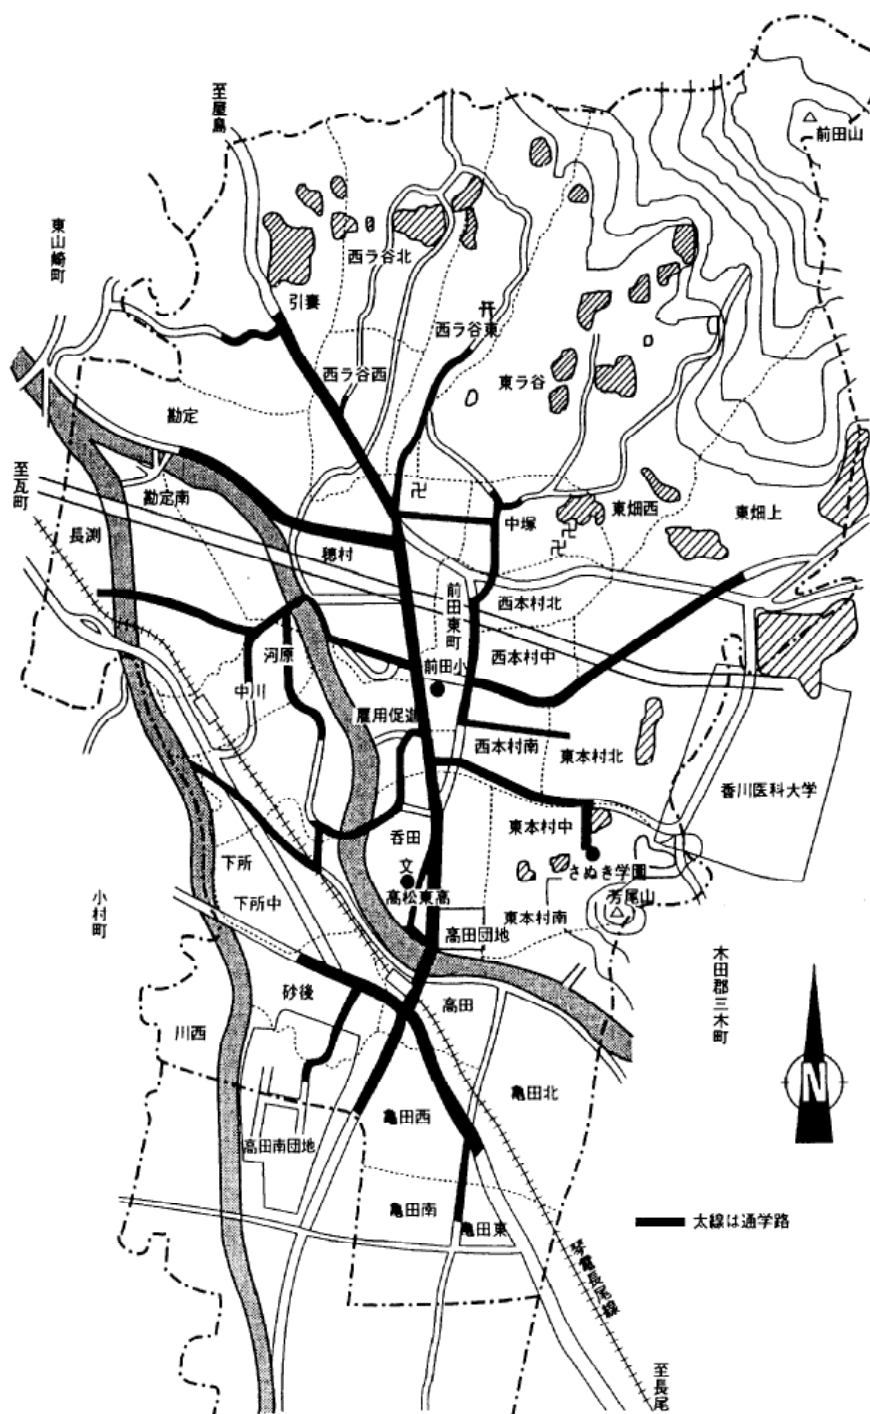 前田山
至屋島
東山崎町
西ラ谷北
引妻
西ラ谷東
西ラ谷西
東ラ谷
勘定
至瓦町
勘定南
長渕
穂村
中塚
東畑西
東畑上
前田東町
西本村北
西本村中
河原
前田小
中川
雇用促進
西本村南
東本村北
香川医科大学
呑田
東本村中
下所
文
さぬき学園
下所中
高松東高
芳尾山
小村町
東本村南
高田団地
木田郡三木町
砂後
高田
川西
N
亀田北
亀田西
高田南団地
亀田南
亀田東
太線は通学路
琴電長尾線
至長尾